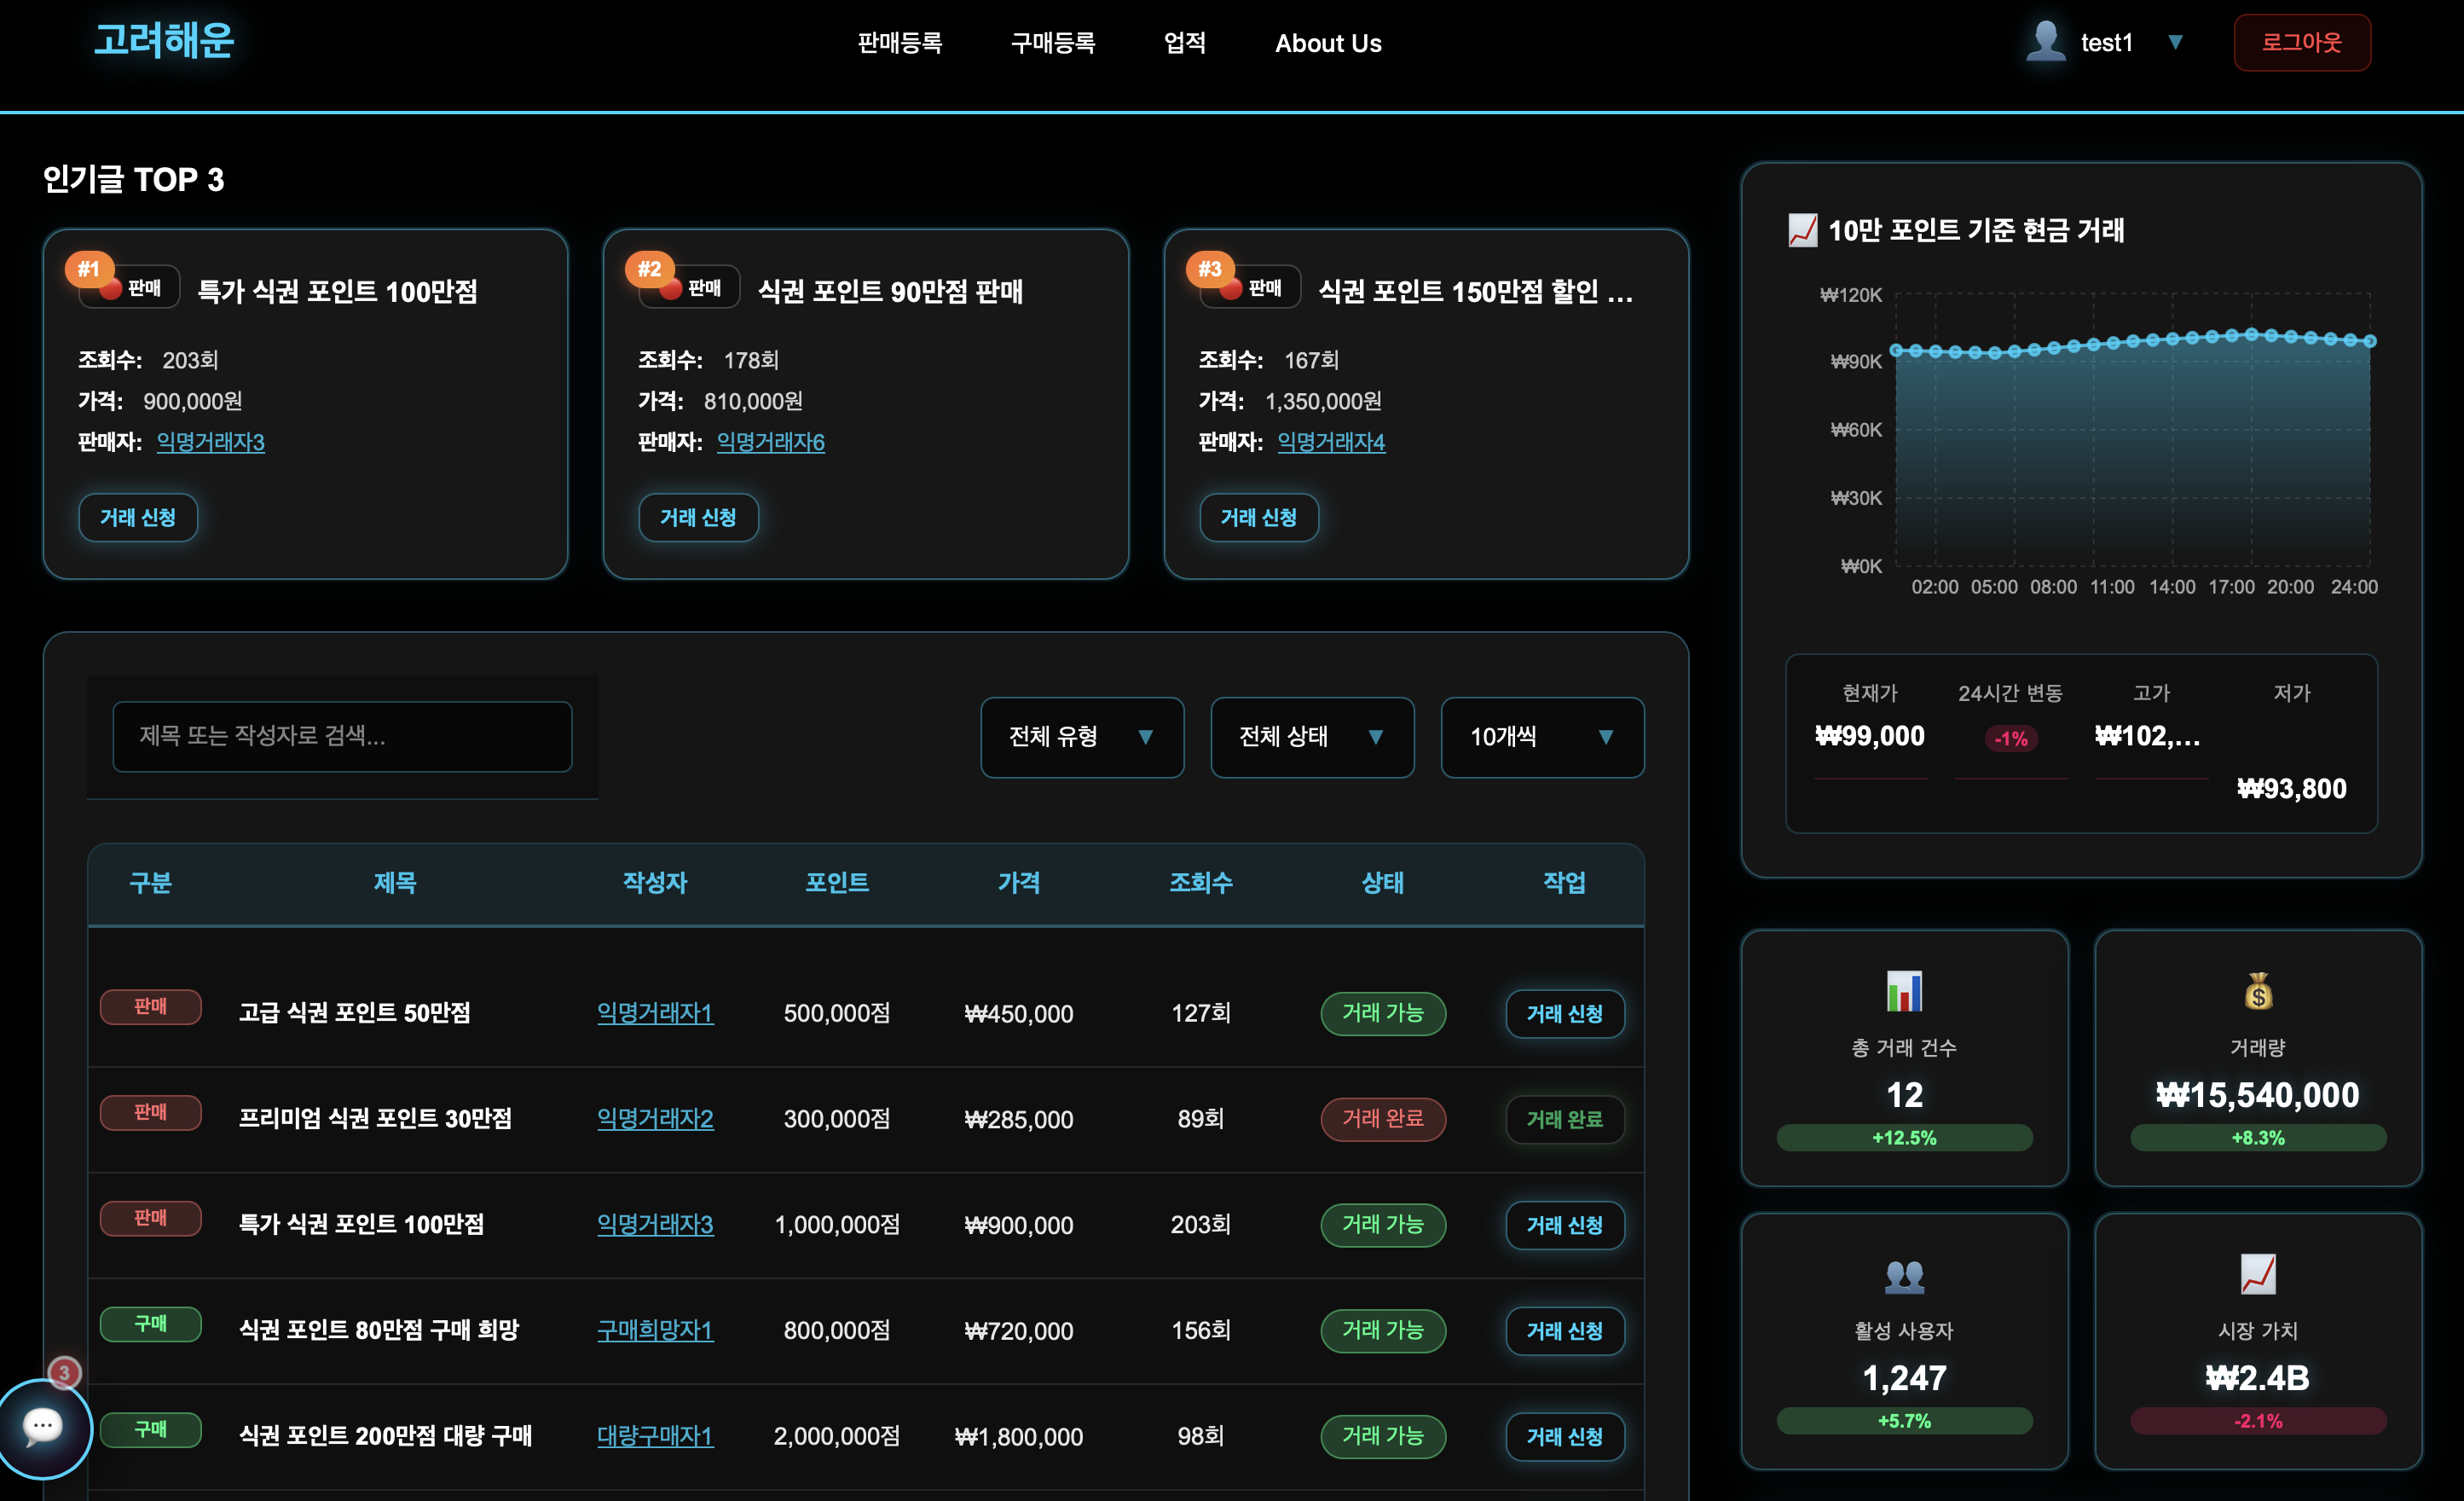 고려해운
판매등록 구매등록 업적 About Us
test1 ▼ 로그아웃
인기글 TOP 3
#1 판매 특가 식권 포인트 100만점
조회수: 203회
가격: 900,000원
판매자: 익명거래자3
거래 신청
#2 판매 식권 포인트 90만점 판매
조회수: 178회
가격: 810,000원
판매자: 익명거래자6
거래 신청
#3 판매 식권 포인트 150만점 할인 ...
조회수: 167회
가격: 1,350,000원
판매자: 익명거래자4
거래 신청
제목 또는 작성자로 검색...
전체 유형 ▼ 전체 상태 ▼ 10개씩 ▼
구분 제목 작성자 포인트 가격 조회수 상태 작업
판매 고급 식권 포인트 50만점 익명거래자1 500,000점 ₩450,000 127회 거래 가능 거래 신청
판매 프리미엄 식권 포인트 30만점 익명거래자2 300,000점 ₩285,000 89회 거래 완료 거래 완료
판매 특가 식권 포인트 100만점 익명거래자3 1,000,000점 ₩900,000 203회 거래 가능 거래 신청
구매 식권 포인트 80만점 구매 희망 구매희망자1 800,000점 ₩720,000 156회 거래 가능 거래 신청
구매 식권 포인트 200만점 대량 구매 대량구매자1 2,000,000점 ₩1,800,000 98회 거래 가능 거래 신청
3
10만 포인트 기준 현금 거래
₩120K
₩90K
₩60K
₩30K
₩0K
02:00 05:00 08:00 11:00 14:00 17:00 20:00 24:00
현재가 24시간 변동 고가 저가
₩99,000 -1% ₩102,...
₩93,800
총 거래 건수
12
+12.5%
거래량
₩15,540,000
+8.3%
활성 사용자
1,247
+5.7%
시장 가치
₩2.4B
-2.1%